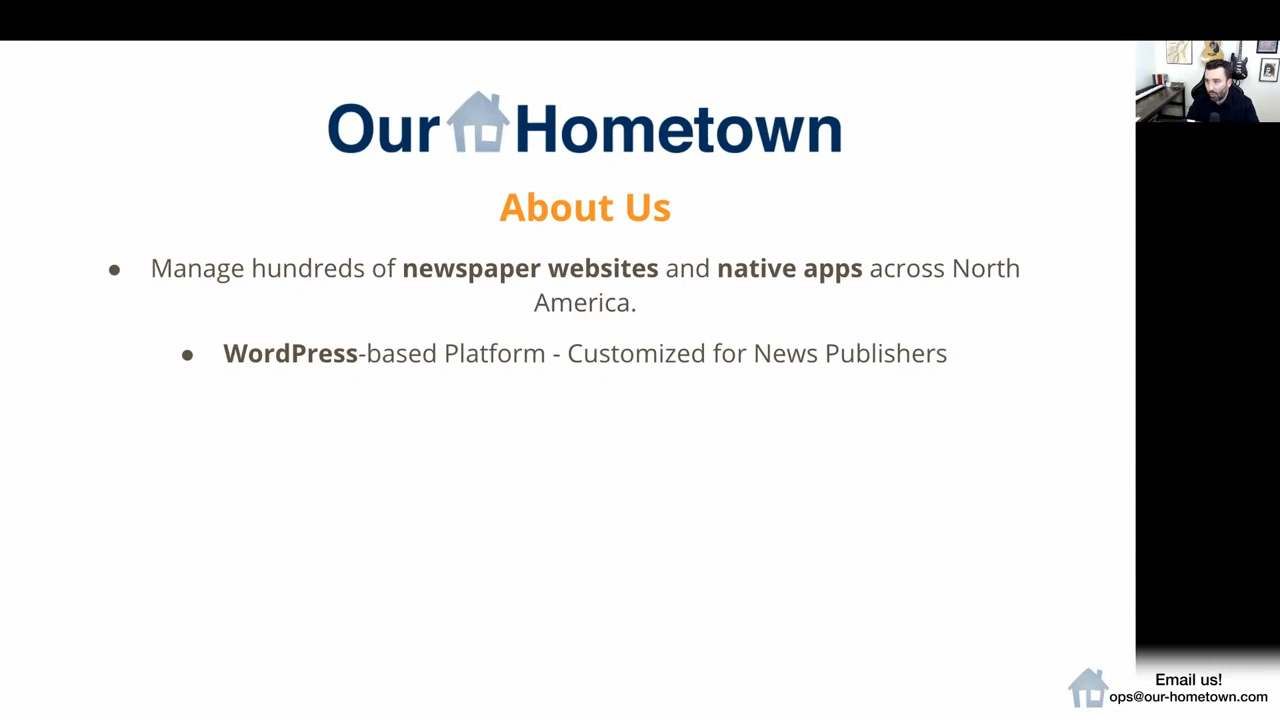 Our Hometown
About Us
● Manage hundreds of newspaper websites and native apps across North
America.
● WordPress-based Platform - Customized for News Publishers
Email us!
ops@our-hometown.com